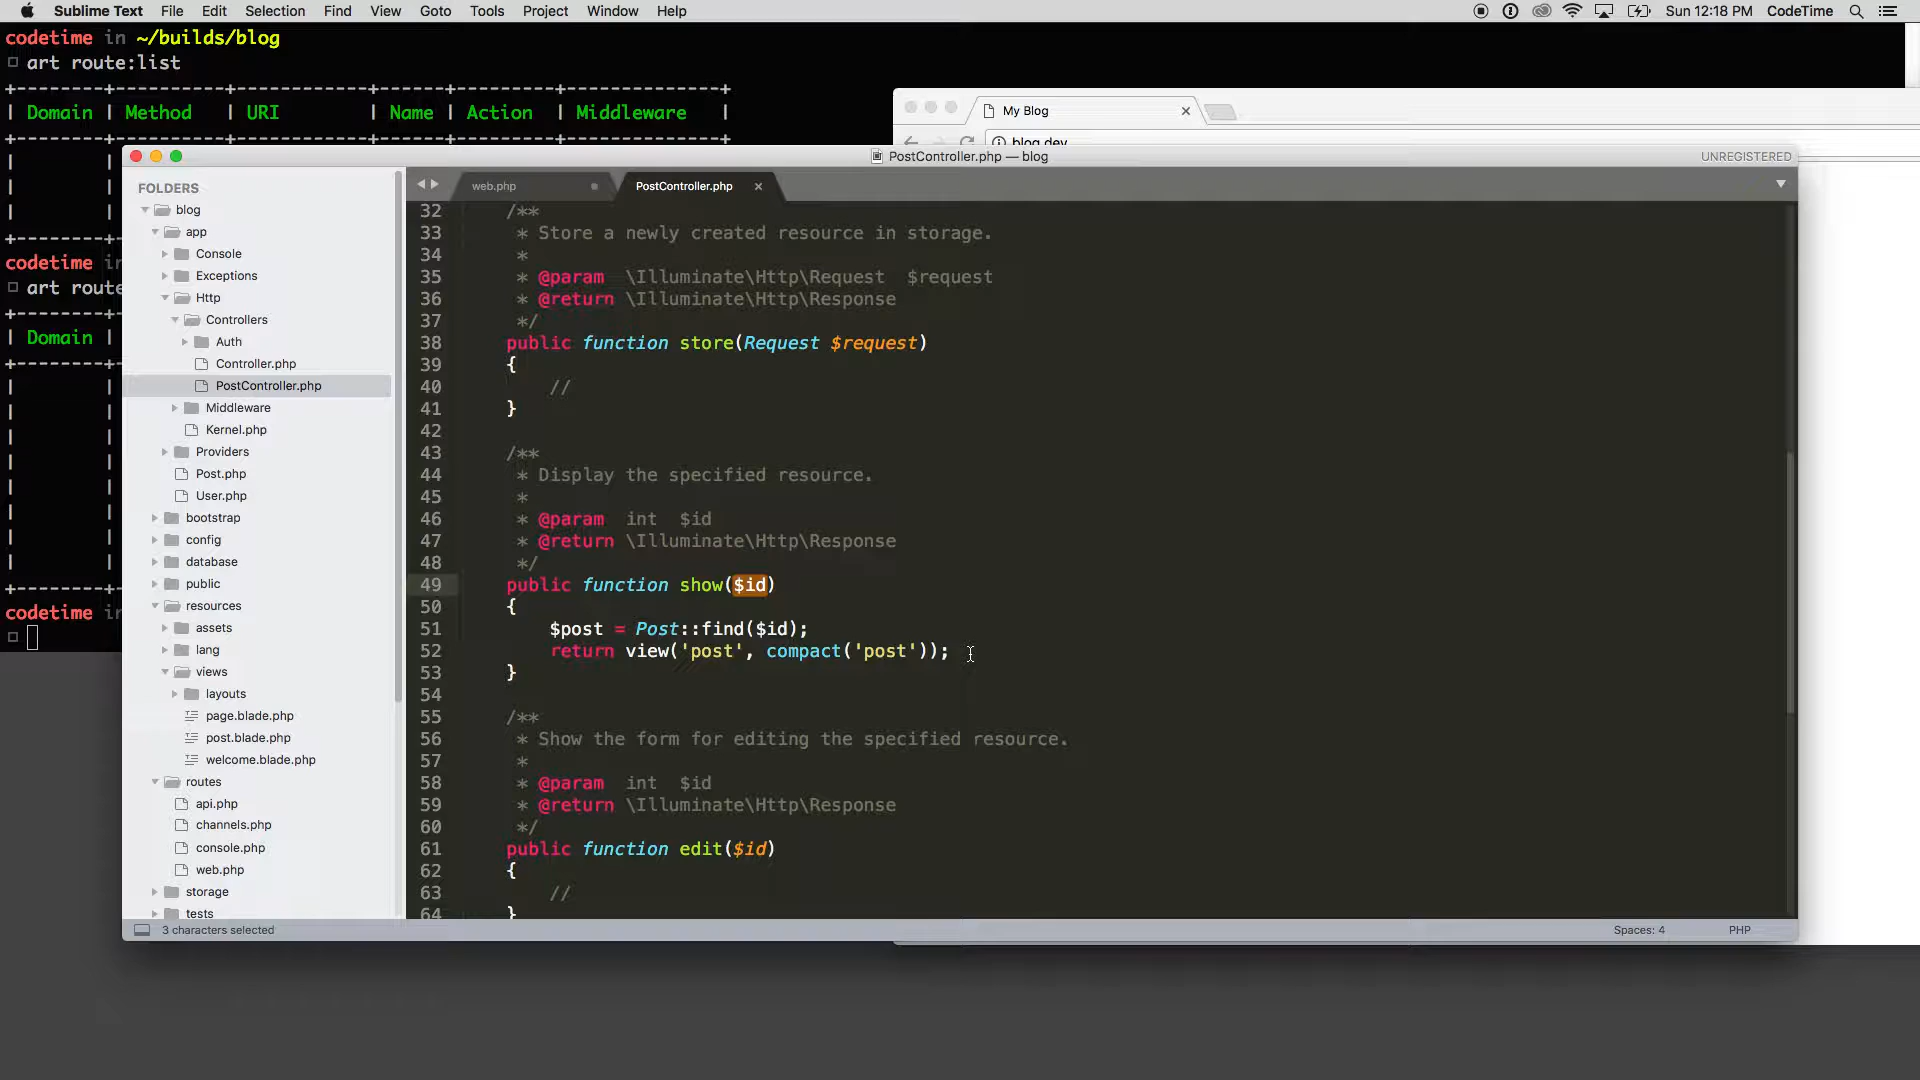 Sublime Text File Edit Selection Find View Goto Tools Project Window Help Sun 12:18 PM CodeTime
codetime in ~/builds/blog
art route:list
| Domain | Method | URI | Name | Action | Middleware |
My Blog
blog.dev
PostController.php — blog
UNREGISTERED
codetime in
art route
| Domain |
codetime in
FOLDERS
blog
app
Console
Exceptions
Http
Controllers
Auth
Controller.php
PostController.php
Middleware
Kernel.php
Providers
Post.php
User.php
bootstrap
config
database
public
resources
assets
lang
views
layouts
page.blade.php
post.blade.php
welcome.blade.php
routes
api.php
channels.php
console.php
web.php
storage
tests
web.php
PostController.php
32 /**
33 * Store a newly created resource in storage.
34 *
35 * @param \Illuminate\Http\Request $request
36 * @return \Illuminate\Http\Response
37 */
38 public function store(Request $request)
39 {
40 //
41 }
42
43 /**
44 * Display the specified resource.
45 *
46 * @param int $id
47 * @return \Illuminate\Http\Response
48 */
49 public function show($id)
50 {
51 $post = Post::find($id);
52 return view('post', compact('post'));
53 }
54
55 /**
56 * Show the form for editing the specified resource.
57 *
58 * @param int $id
59 * @return \Illuminate\Http\Response
60 */
61 public function edit($id)
62 {
63 //
64 }
3 characters selected
Spaces: 4
PHP